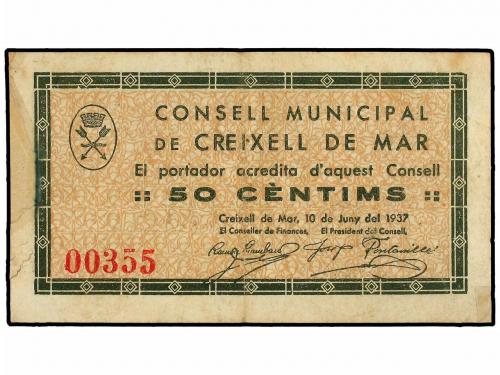 CONSELL MUNICIPAL
DE CREIXELL DE MAR
El portador acredita d'aquest Consell
:: 50 CÈNTIMS ::
Creixell de Mar, 10 de Juny del 1937
El Conseller de Finances, El President del Consell,
00355